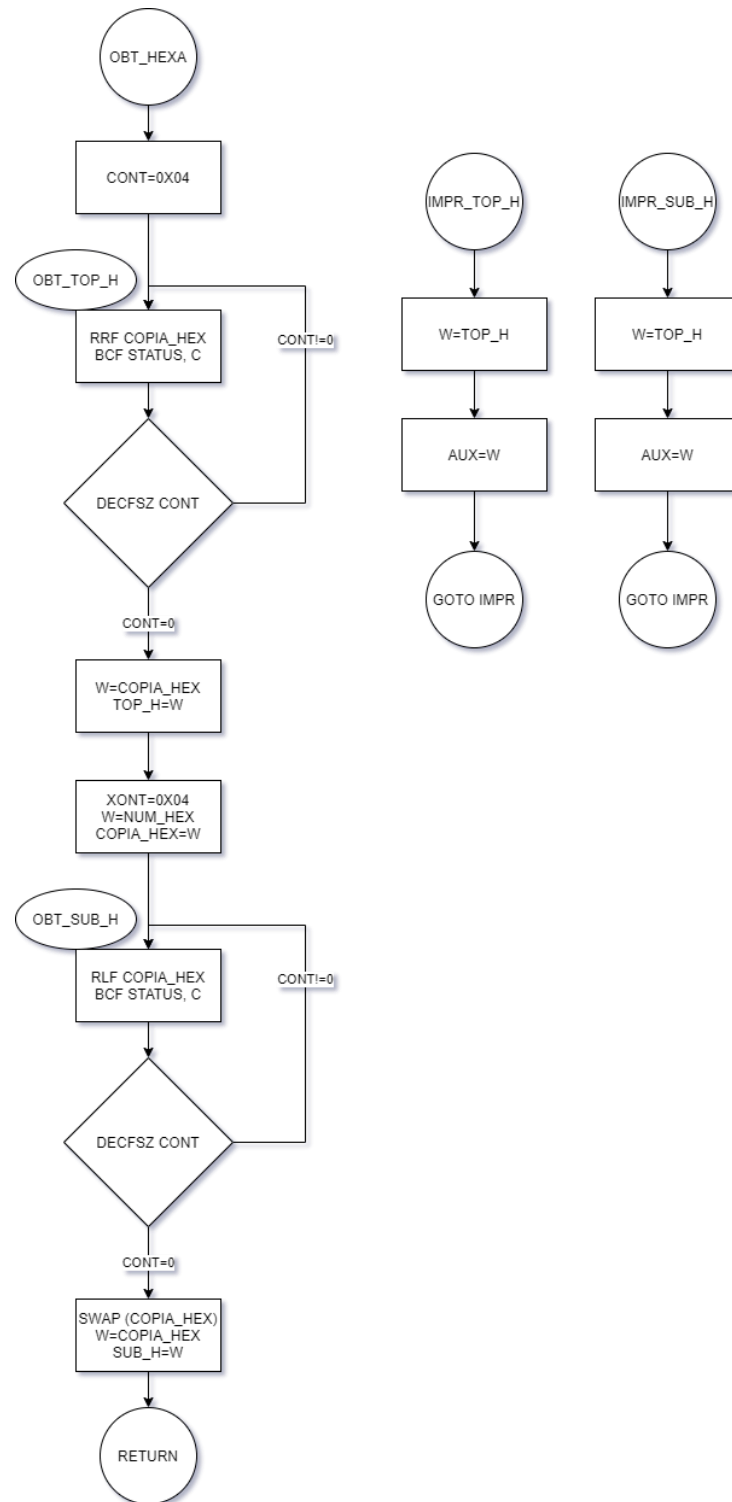 OBT_HEXA
CONT=0X04
OBT_TOP_H
RRF COPIA_HEX
BCF STATUS, C
CONT!=0
DECFSZ CONT
CONT=0
W=COPIA_HEX
TOP_H=W
XONT=0X04
W=NUM_HEX
COPIA_HEX=W
OBT_SUB_H
RLF COPIA_HEX
BCF STATUS, C
CONT!=0
DECFSZ CONT
CONT=0
SWAP (COPIA_HEX)
W=COPIA_HEX
SUB_H=W
RETURN
IMPR_TOP_H
W=TOP_H
AUX=W
GOTO IMPR
IMPR_SUB_H
W=TOP_H
AUX=W
GOTO IMPR